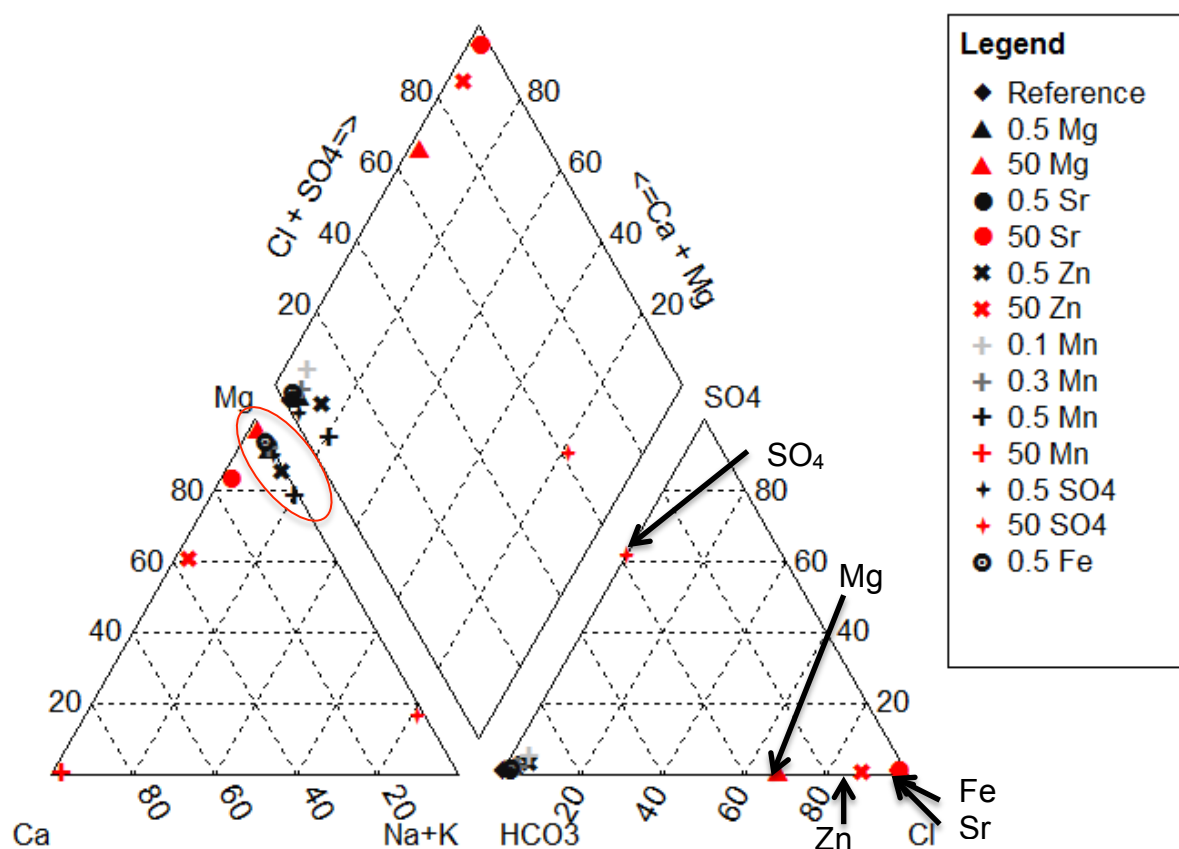 Legend
Reference
0.5 Mg
50 Mg
0.5 Sr
50 Sr
0.5 Zn
50 Zn
0.1 Mn
0.3 Mn
0.5 Mn
50 Mn
0.5 SO4
50 SO4
0.5 Fe
80 80
60 60
40 40
20 20
Cl + SO4=>
<=Ca + Mg
Mg SO4
SO₄
80 80
60 60
Mg
40 40
20 20
80 60 40 20 20 40 60 80
Fe
Ca Na+K HCO3 Zn Cl Sr